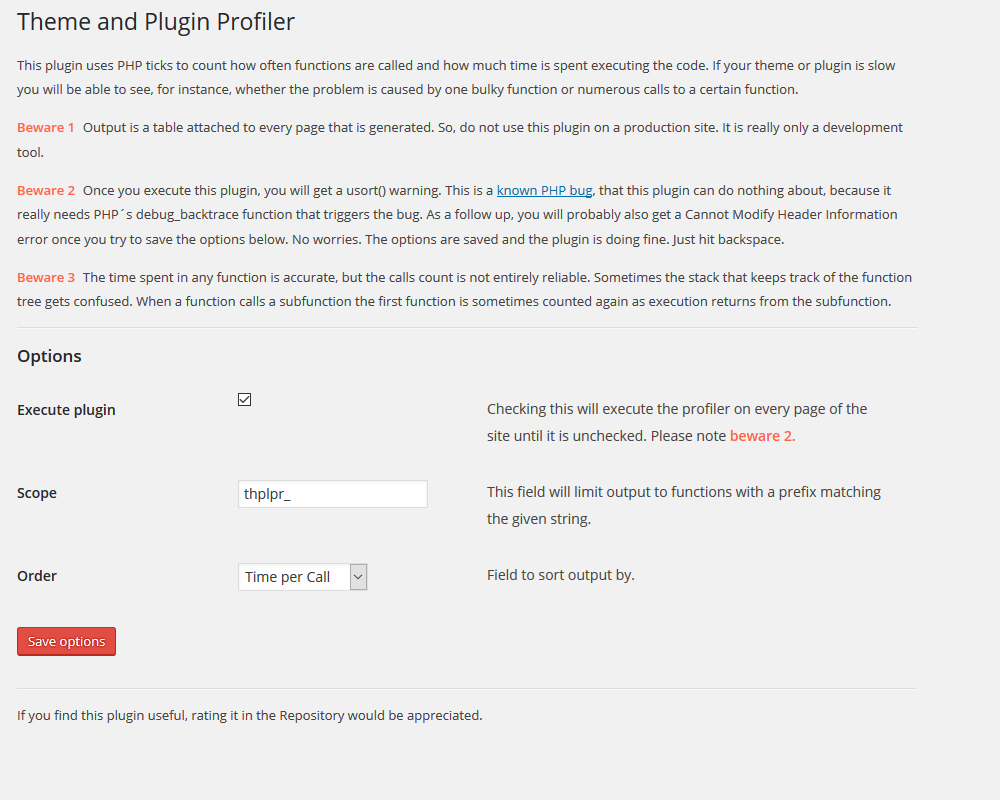 Theme and Plugin Profiler
This plugin uses PHP ticks to count how often functions are called and how much time is spent executing the code. If your theme or plugin is slow
you will be able to see, for instance, whether the problem is caused by one bulky function or numerous calls to a certain function.
Beware 1 Output is a table attached to every page that is generated. So, do not use this plugin on a production site. It is really only a development
tool.
Beware 2 Once you execute this plugin, you will get a usort() warning. This is a known PHP bug, that this plugin can do nothing about, because it
really needs PHP´s debug_backtrace function that triggers the bug. As a follow up, you will probably also get a Cannot Modify Header Information
error once you try to save the options below. No worries. The options are saved and the plugin is doing fine. Just hit backspace.
Beware 3 The time spent in any function is accurate, but the calls count is not entirely reliable. Sometimes the stack that keeps track of the function
tree gets confused. When a function calls a subfunction the first function is sometimes counted again as execution returns from the subfunction.
Options
Execute plugin
Checking this will execute the profiler on every page of the
site until it is unchecked. Please note beware 2.
Scope
thplpr_
This field will limit output to functions with a prefix matching
the given string.
Order
Time per Call
Field to sort output by.
Save options
If you find this plugin useful, rating it in the Repository would be appreciated.